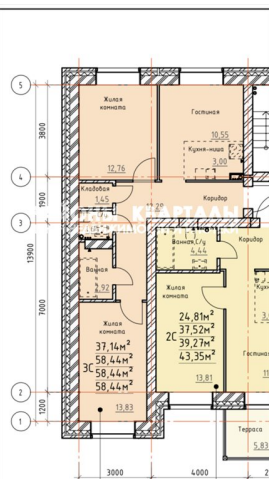 5
Жилая
комната
Гостиная
10,55
3800
Кухня-ниша
3,00
12,76
4
Кладовая
1,45
1900
Коридор
3
КВАРТАЛЫ
Ванная, С/у
4,44
Коридор
13900
Ванная
2,92
Жилая
комната
7000
24,81м²
37,52м²
2С
39,27м²
43,35м²
Жилая
комната
37,14м²
58,44м²
3С
58,44м²
58,44м²
13,81
13,83
2
1200
1
Терраса
5,83
3000
4000